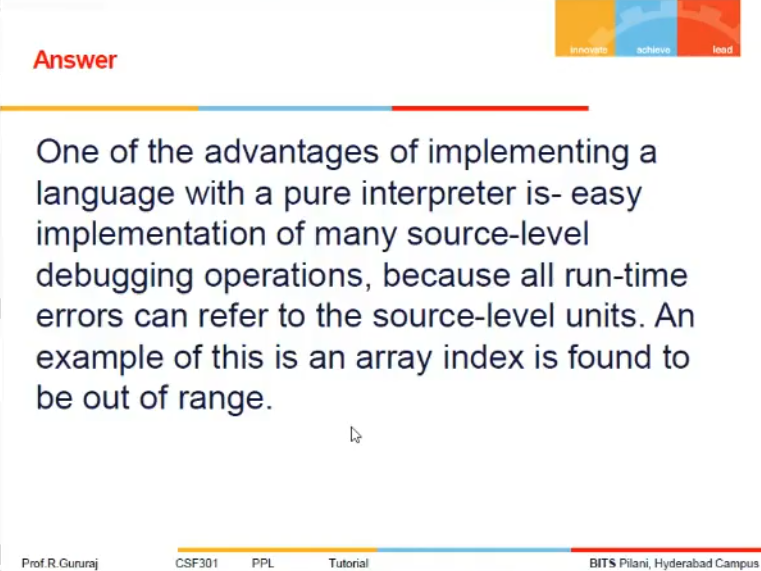 innovate achieve lead
Answer
One of the advantages of implementing a
language with a pure interpreter is- easy
implementation of many source-level
debugging operations, because all run-time
errors can refer to the source-level units. An
example of this is an array index is found to
be out of range.
Prof.R.Gururaj CSF301 PPL Tutorial BITS Pilani, Hyderabad Campus